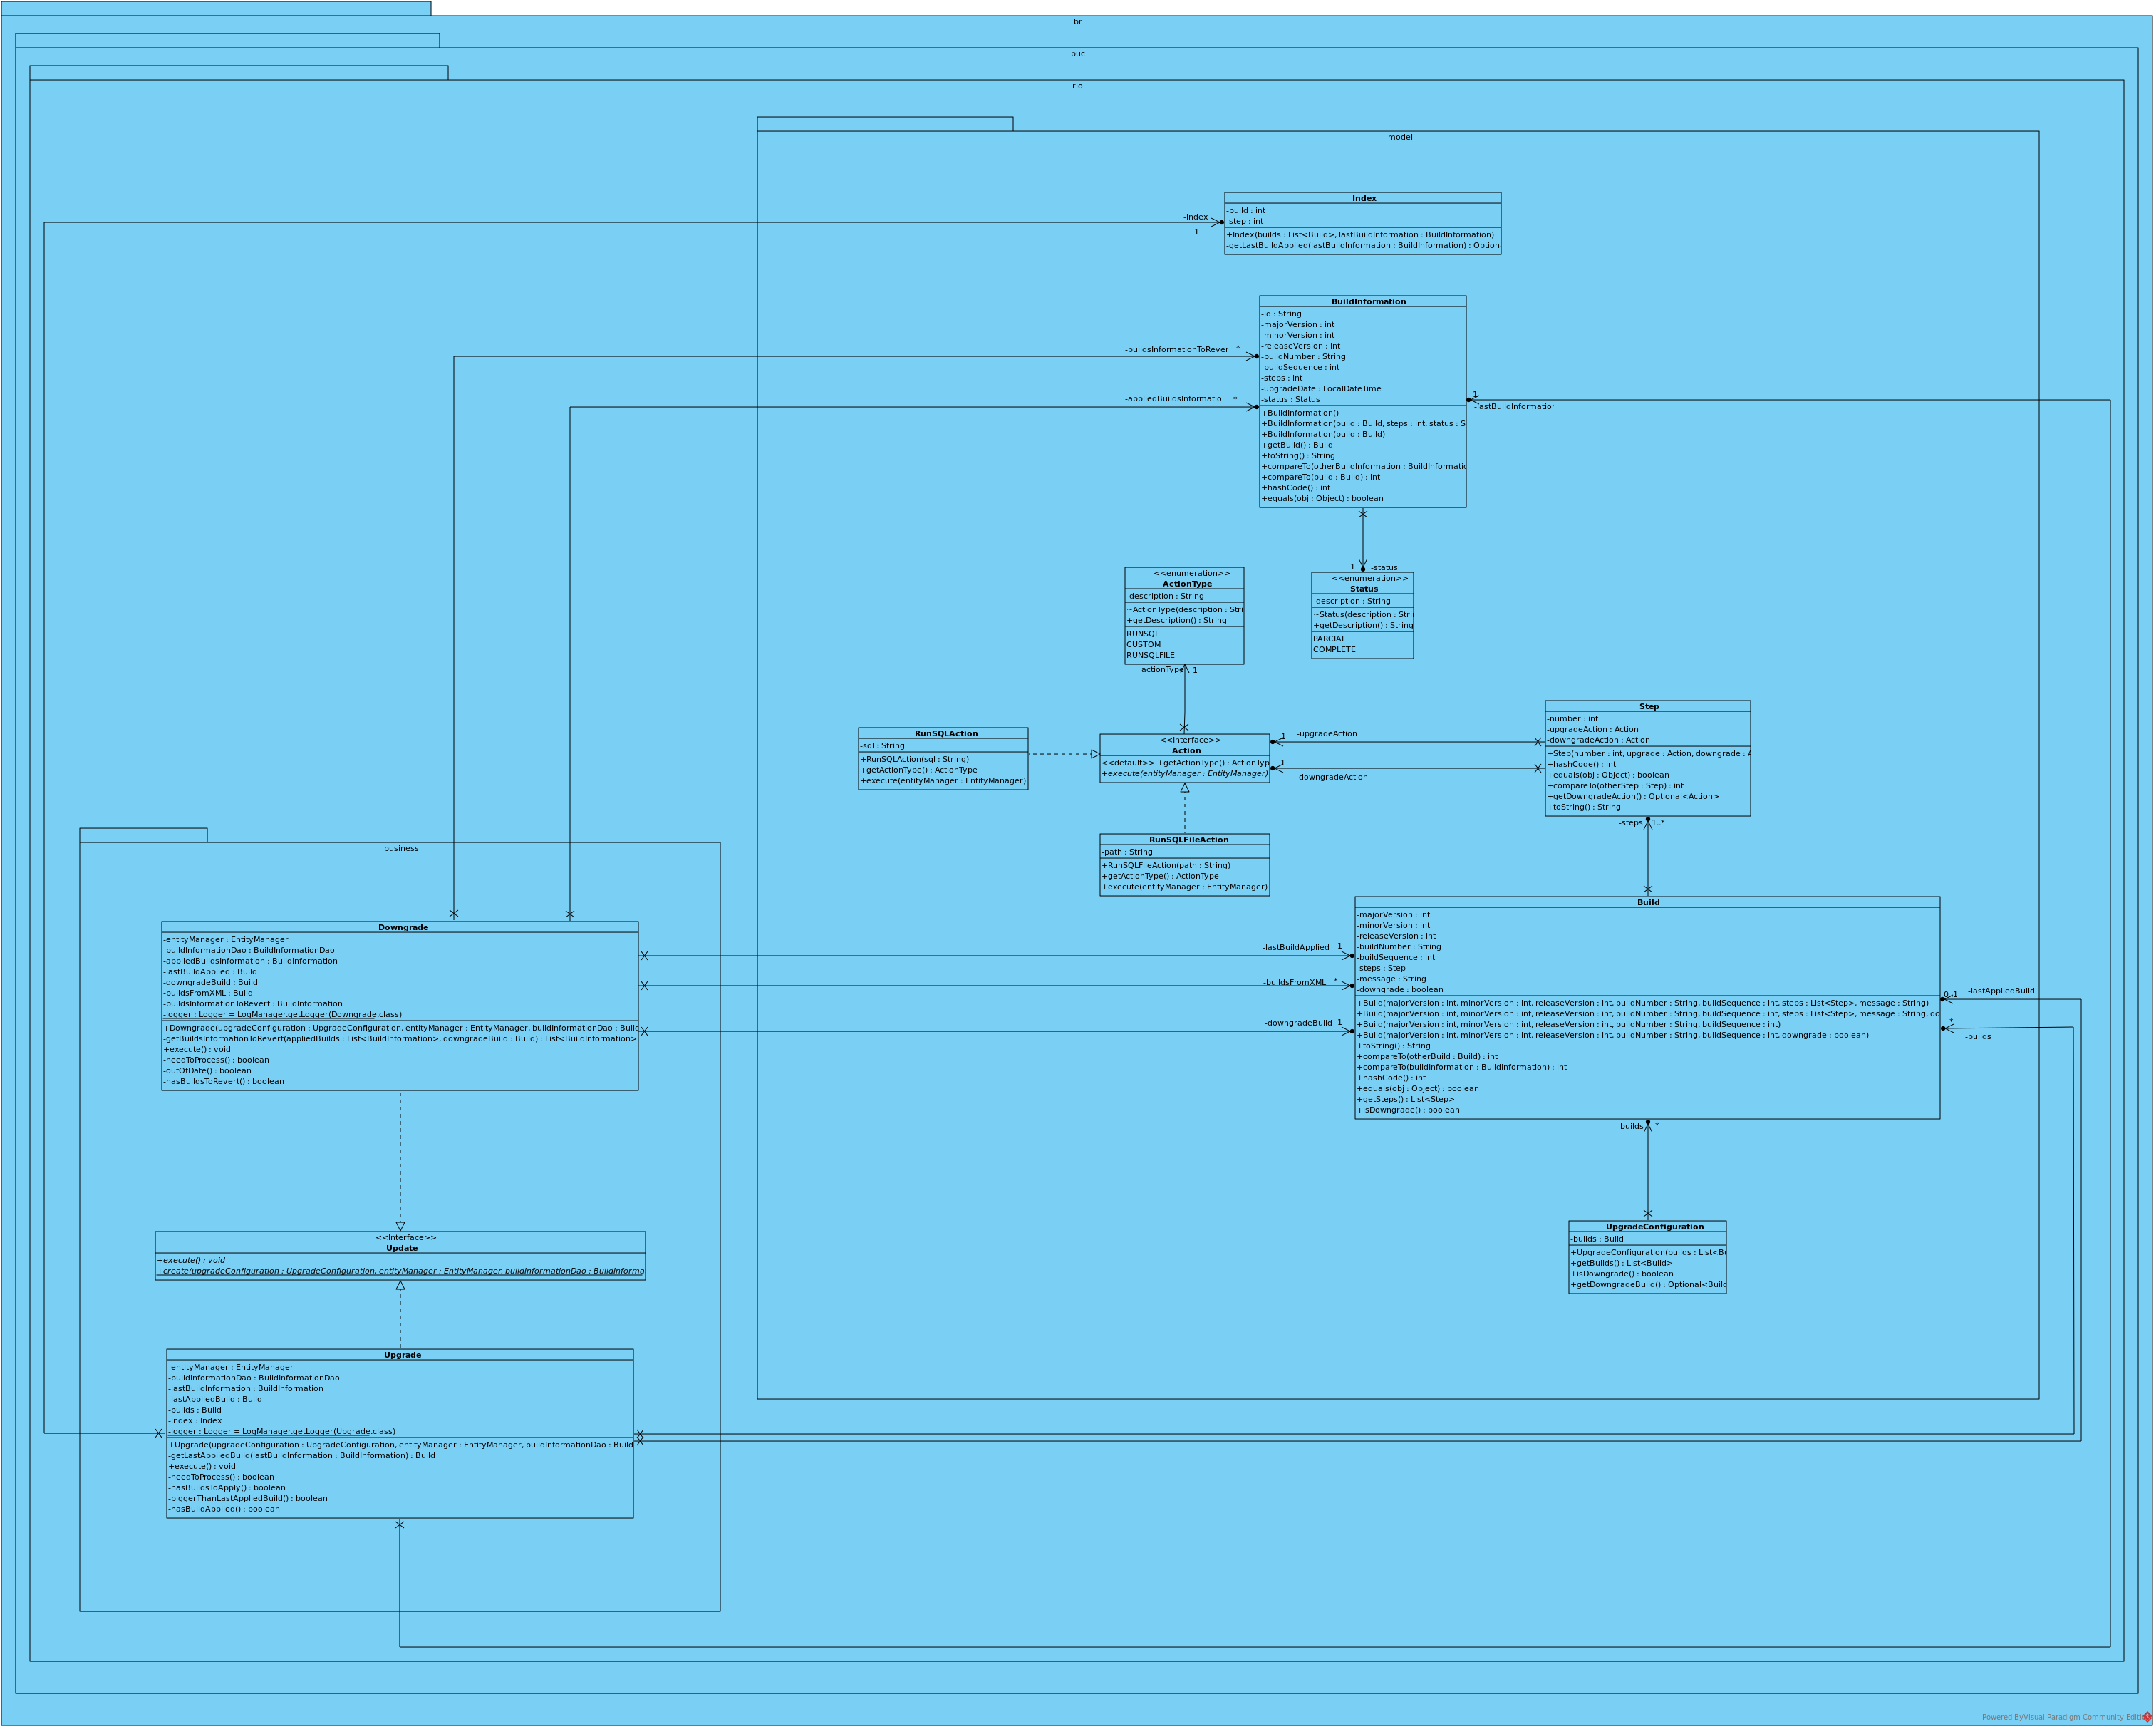 br
puc
rio
model
Index
-build : int
-step : int
+Index(builds : List<Build>, lastBuildInformation : BuildInformation)
-getLastBuildApplied(lastBuildInformation : BuildInformation) : Optiona
-index
1
BuildInformation
-id : String
-majorVersion : int
-minorVersion : int
-releaseVersion : int
-buildNumber : String
-buildSequence : int
-steps : int
-upgradeDate : LocalDateTime
-status : Status
+BuildInformation()
+BuildInformation(build : Build, steps : int, status : S
+BuildInformation(build : Build)
+getBuild() : Build
+toString() : String
+compareTo(otherBuildInformation : BuildInformatio
+compareTo(build : Build) : int
+hashCode() : int
+equals(obj : Object) : boolean
-buildsInformationToRever *
-appliedBuildsInformatio *
1
-lastBuildInformation
1 -status
<<enumeration>>
ActionType
-description : String
~ActionType(description : Stri
+getDescription() : String
RUNSQL
CUSTOM
RUNSQLFILE
actionType 1
<<enumeration>>
Status
-description : String
~Status(description : Strin
+getDescription() : String
PARCIAL
COMPLETE
RunSQLAction
-sql : String
+RunSQLAction(sql : String)
+getActionType() : ActionType
+execute(entityManager : EntityManager)
<<Interface>>
Action
<<default>> +getActionType() : ActionTyp
+execute(entityManager : EntityManager)
1 -upgradeAction
1
-downgradeAction
Step
-number : int
-upgradeAction : Action
-downgradeAction : Action
+Step(number : int, upgrade : Action, downgrade : A
+hashCode() : int
+equals(obj : Object) : boolean
+compareTo(otherStep : Step) : int
+getDowngradeAction() : Optional<Action>
+toString() : String
-steps 1..*
RunSQLFileAction
-path : String
+RunSQLFileAction(path : String)
+getActionType() : ActionType
+execute(entityManager : EntityManager)
business
Downgrade
-entityManager : EntityManager
-buildInformationDao : BuildInformationDao
-appliedBuildsInformation : BuildInformation
-lastBuildApplied : Build
-downgradeBuild : Build
-buildsFromXML : Build
-buildsInformationToRevert : BuildInformation
-logger : Logger = LogManager.getLogger(Downgrade.class)
+Downgrade(upgradeConfiguration : UpgradeConfiguration, entityManager : EntityManager, buildInformationDao : Build
-getBuildsInformationToRevert(appliedBuilds : List<BuildInformation>, downgradeBuild : Build) : List<BuildInformation>
+execute() : void
-needToProcess() : boolean
-outOfDate() : boolean
-hasBuildsToRevert() : boolean
-lastBuildApplied 1
-buildsFromXML *
-downgradeBuild 1
Build
-majorVersion : int
-minorVersion : int
-releaseVersion : int
-buildNumber : String
-buildSequence : int
-steps : Step
-message : String
-downgrade : boolean
+Build(majorVersion : int, minorVersion : int, releaseVersion : int, buildNumber : String, buildSequence : int, steps : List<Step>, message : String)
+Build(majorVersion : int, minorVersion : int, releaseVersion : int, buildNumber : String, buildSequence : int, steps : List<Step>, message : String, do
+Build(majorVersion : int, minorVersion : int, releaseVersion : int, buildNumber : String, buildSequence : int)
+Build(majorVersion : int, minorVersion : int, releaseVersion : int, buildNumber : String, buildSequence : int, downgrade : boolean)
+toString() : String
+compareTo(otherBuild : Build) : int
+compareTo(buildInformation : BuildInformation) : int
+hashCode() : int
+equals(obj : Object) : boolean
+getSteps() : List<Step>
+isDowngrade() : boolean
0..1 -lastAppliedBuild
*
-builds
-builds *
UpgradeConfiguration
-builds : Build
+UpgradeConfiguration(builds : List<Bu
+getBuilds() : List<Build>
+isDowngrade() : boolean
+getDowngradeBuild() : Optional<Build
<<Interface>>
Update
+execute() : void
+create(upgradeConfiguration : UpgradeConfiguration, entityManager : EntityManager, buildInformationDao : BuildInforma
Upgrade
-entityManager : EntityManager
-buildInformationDao : BuildInformationDao
-lastBuildInformation : BuildInformation
-lastAppliedBuild : Build
-builds : Build
-index : Index
-logger : Logger = LogManager.getLogger(Upgrade.class)
+Upgrade(upgradeConfiguration : UpgradeConfiguration, entityManager : EntityManager, buildInformationDao : Build
-getLastAppliedBuild(lastBuildInformation : BuildInformation) : Build
+execute() : void
-needToProcess() : boolean
-hasBuildsToApply() : boolean
-biggerThanLastAppliedBuild() : boolean
-hasBuildApplied() : boolean
Powered ByVisual Paradigm Community Editio